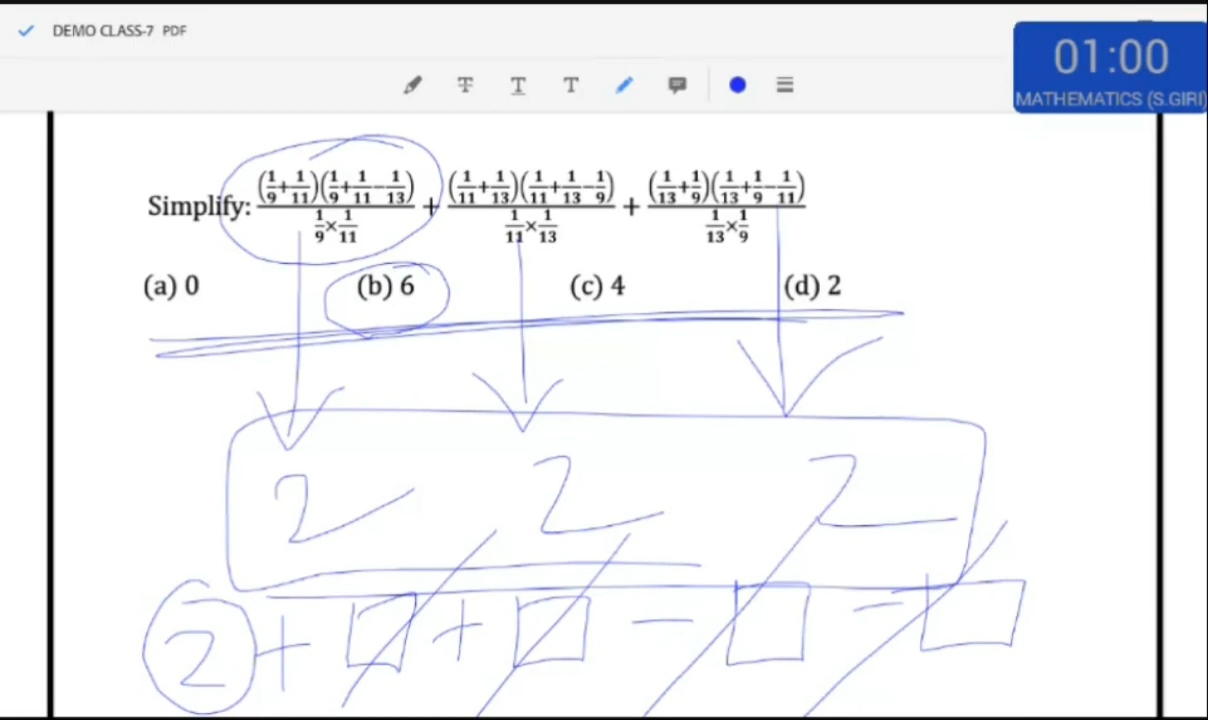 DEMO CLASS-7 PDF
01:00
MATHEMATICS (S.GIRI)
T T T
Simplify: ((1/9+1/11)(1/9+1/11−1/13))/(1/9×1/11) + ((1/11+1/13)(1/11+1/13−1/9))/(1/11×1/13) + ((1/13+1/9)(1/13+1/9−1/11))/(1/13×1/9)
(a) 0 (b) 6 (c) 4 (d) 2
2 2 2
2 + □ + □ − □ − □